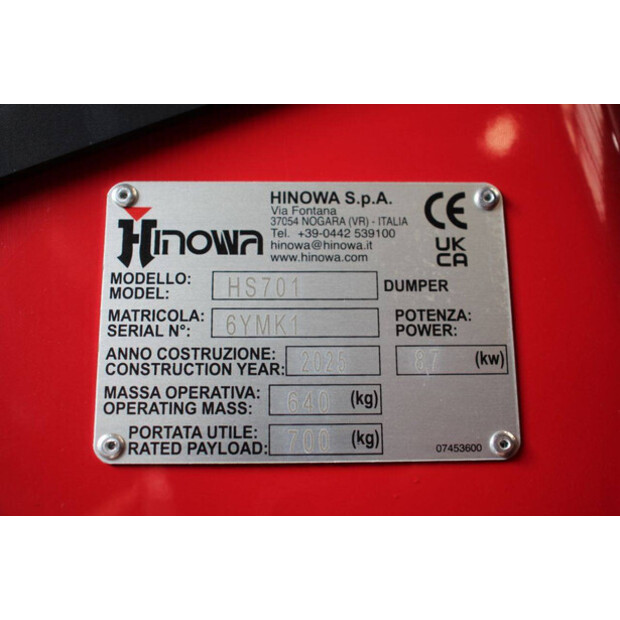 HINOWA
HINOWA S.p.A.
Via Fontana
37054 NOGARA (VR) - ITALIA
Tel. +39-0442 539100
hinowa@hinowa.it
www.hinowa.com
CE
UK
CA
MODELLO:
MODEL:
HS701
DUMPER
MATRICOLA:
SERIAL N°:
6YMK1
POTENZA:
POWER:
ANNO COSTRUZIONE:
CONSTRUCTION YEAR:
2025
(kw)
MASSA OPERATIVA:
OPERATING MASS:
640 (kg)
PORTATA UTILE:
RATED PAYLOAD:
700 (kg)
07453600